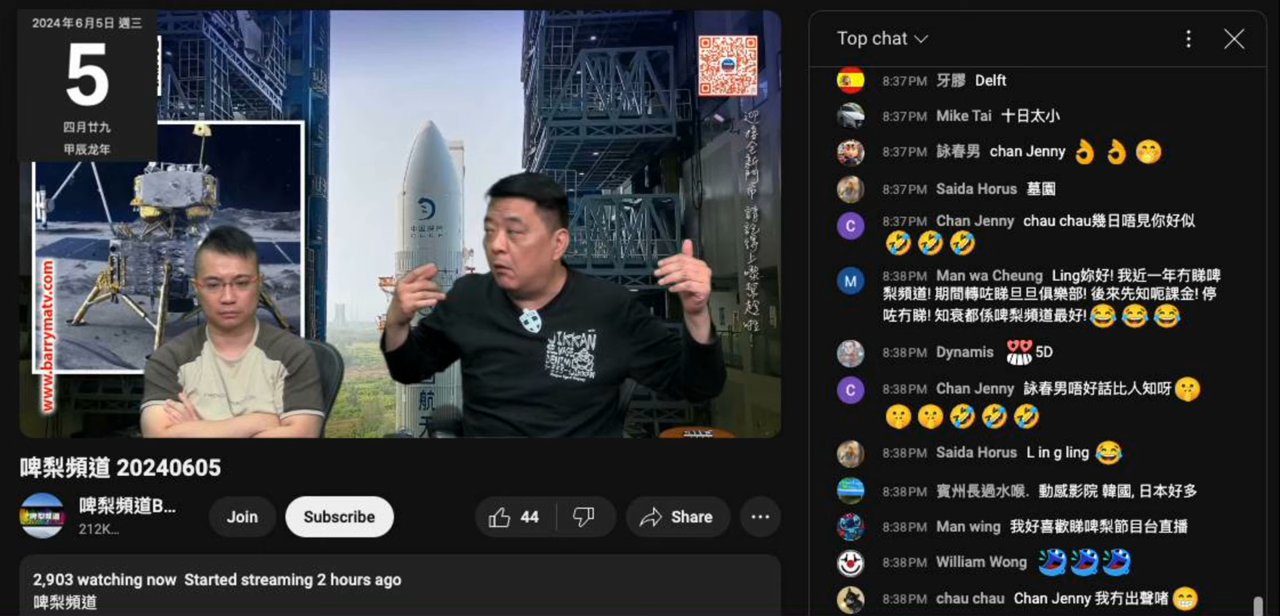 2024年6月5日 週三
5
四月廿九
甲辰龙年
www.barrymatv.com
中国探月
CLEP
航天
JIKKAN
啤梨頻道 20240605
啤梨頻道B...
212K...
Join
Subscribe
44
Share
2,903 watching now Started streaming 2 hours ago
啤梨頻道
Top chat
8:37PM 牙膠 Delft
8:37PM Mike Tai 十日太小
8:37PM 詠春男 chan Jenny 👌👌🤭
8:37PM Saida Horus 墓園
C
8:37PM Chan Jenny chau chau幾日唔見你好似
🤣🤣🤣
M
8:38PM Man wa Cheung Ling妳好! 我近一年冇睇啤
梨頻道! 期間轉咗睇旦旦俱樂部! 後來先知呃課金! 停
咗冇睇! 知衰都係啤梨頻道最好! 😂😂😂
8:38PM Dynamis 5D
C
8:38PM Chan Jenny 詠春男唔好話比人知呀🤫
🤫🤫🤣🤣🤣
8:38PM Saida Horus L in g ling 😂
8:38PM 賓州長過水喉. 動感影院 韓國, 日本好多
8:38PM Man wing 我好喜歡睇啤梨節目台直播
8:38PM William Wong
8:38PM chau chau Chan Jenny 我冇出聲啫😁